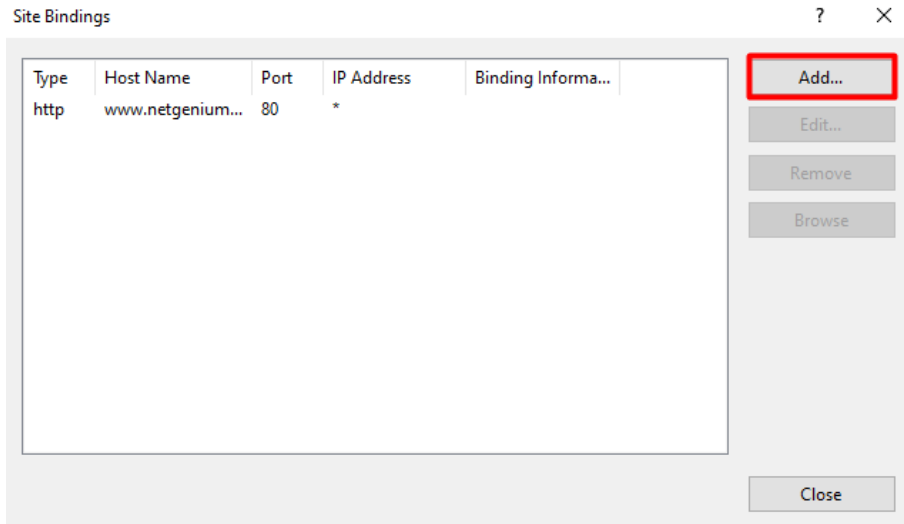 Site Bindings ?
Type Host Name Port IP Address Binding Informa...
http www.netgenium... 80 *
Add...
Edit...
Remove
Browse
Close